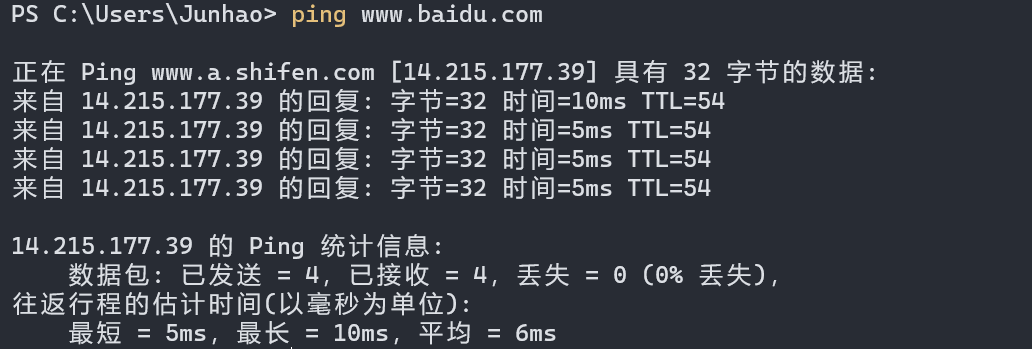 PS C:\Users\Junhao> ping www.baidu.com
正在 Ping www.a.shifen.com [14.215.177.39] 具有 32 字节的数据:
来自 14.215.177.39 的回复: 字节=32 时间=10ms TTL=54
来自 14.215.177.39 的回复: 字节=32 时间=5ms TTL=54
来自 14.215.177.39 的回复: 字节=32 时间=5ms TTL=54
来自 14.215.177.39 的回复: 字节=32 时间=5ms TTL=54
14.215.177.39 的 Ping 统计信息:
数据包: 已发送 = 4，已接收 = 4，丢失 = 0 (0% 丢失)，
往返行程的估计时间(以毫秒为单位):
最短 = 5ms，最长 = 10ms，平均 = 6ms